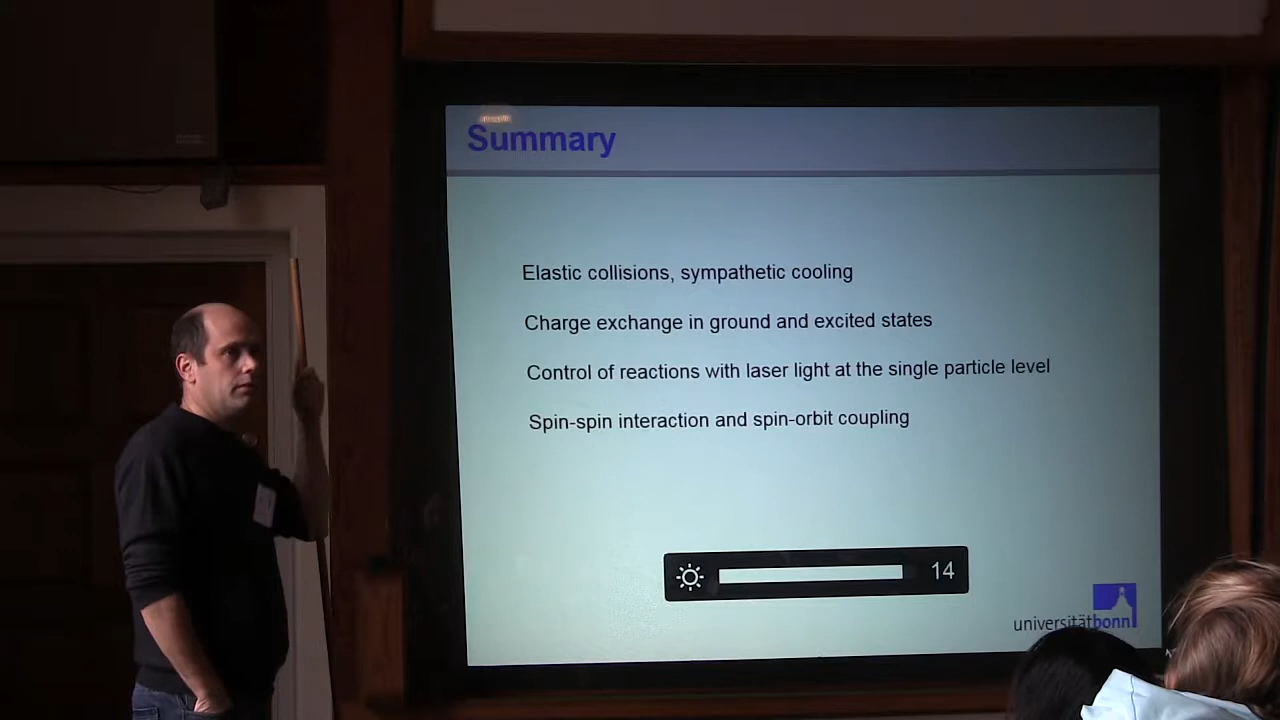 Summary
Elastic collisions, sympathetic cooling
Charge exchange in ground and excited states
Control of reactions with laser light at the single particle level
Spin-spin interaction and spin-orbit coupling
14
universitätbonn